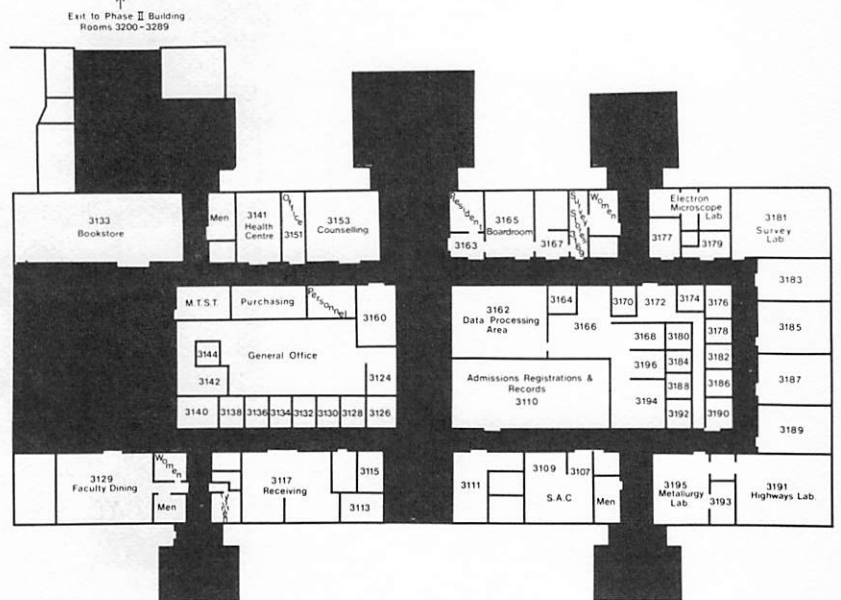 Exit to Phase II Building
Rooms 3200-3289
3133
Bookstore
Men
3141
Health
Centre
Office
3151
3153
Counselling
President
3163
3165
Boardroom
3167
Survey
Stores
3169
Women
Electron
Microscope
Lab.
3177
3179
3181
Survey
Lab.
3183
3185
3187
3189
M.T.S.T.
Purchasing
Personnel
3160
General Office
3144
3142
3124
3140
3138
3136
3134
3132
3130
3128
3126
3162
Data Processing
Area
3164
3166
3170
3172
3174
3176
3178
3182
3186
3190
3168
3180
3196
3184
3188
3194
3192
Admissions Registrations &
Records
3110
3129
Faculty Dining
Women
Men
3117
Receiving
3115
3113
3111
3109
3107
S.A.C
Men
3195
Metallurgy
Lab.
3193
3191
Highways Lab.